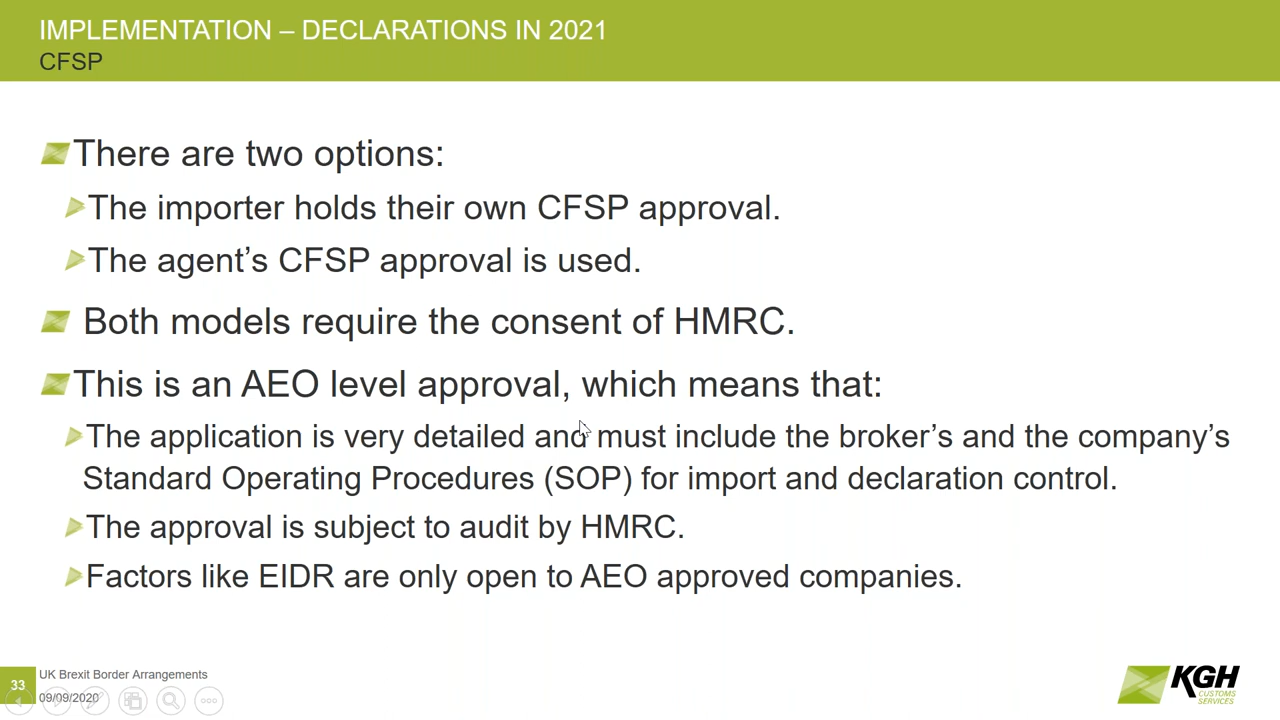 IMPLEMENTATION – DECLARATIONS IN 2021
CFSP
There are two options:
The importer holds their own CFSP approval.
The agent’s CFSP approval is used.
Both models require the consent of HMRC.
This is an AEO level approval, which means that:
The application is very detailed and must include the broker’s and the company’s
Standard Operating Procedures (SOP) for import and declaration control.
The approval is subject to audit by HMRC.
Factors like EIDR are only open to AEO approved companies.
33
UK Brexit Border Arrangements
09/09/2020
KGH
CUSTOMS
SERVICES